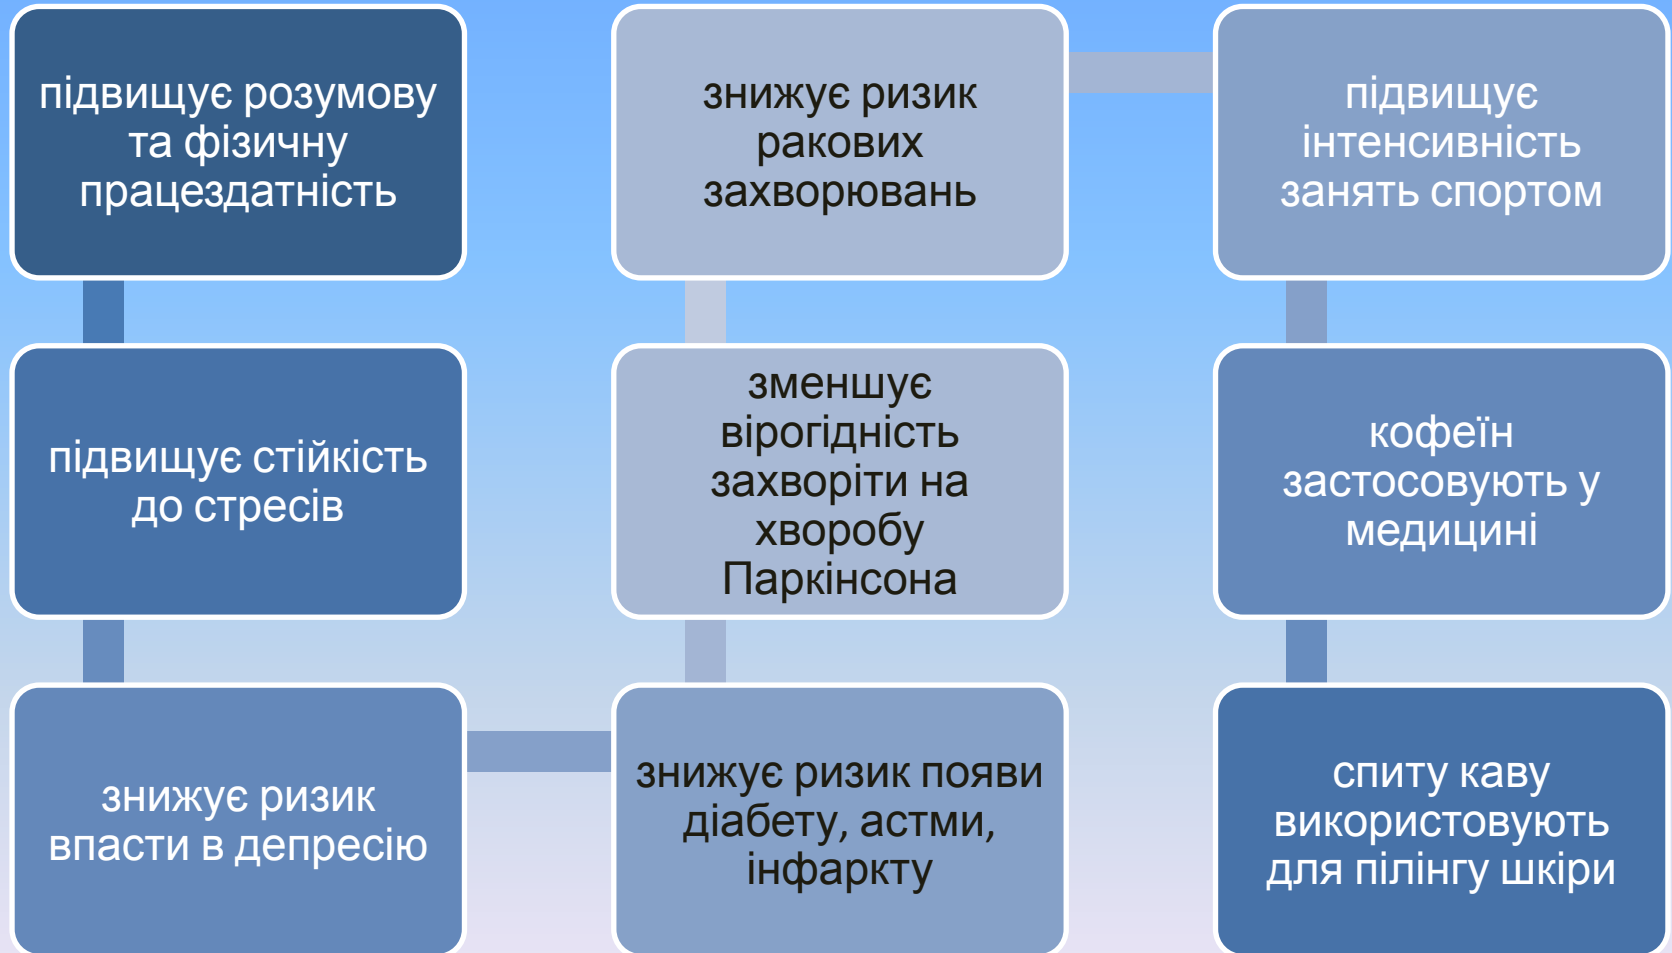 підвищує розумову
та фізичну
працездатність
підвищує стійкість
до стресів
знижує ризик
впасти в депресію
знижує ризик появи
діабету, астми,
інфаркту
зменшує
вірогідність
захворіти на
хворобу
Паркінсона
знижує ризик
ракових
захворювань
підвищує
інтенсивність
занять спортом
кофеїн
застосовують у
медицині
спиту каву
використовують
для пілінгу шкіри